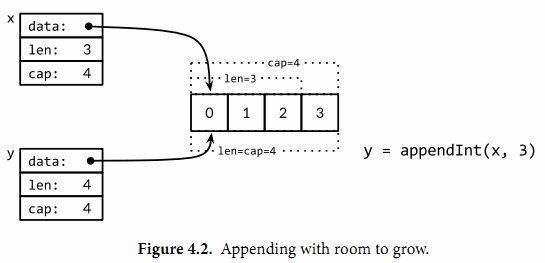 x
data:
len: 3
cap: 4
cap=4
len=3
0 1 2 3
y
data:
len: 4
cap: 4
len=cap=4
y = appendInt(x, 3)
Figure 4.2. Appending with room to grow.